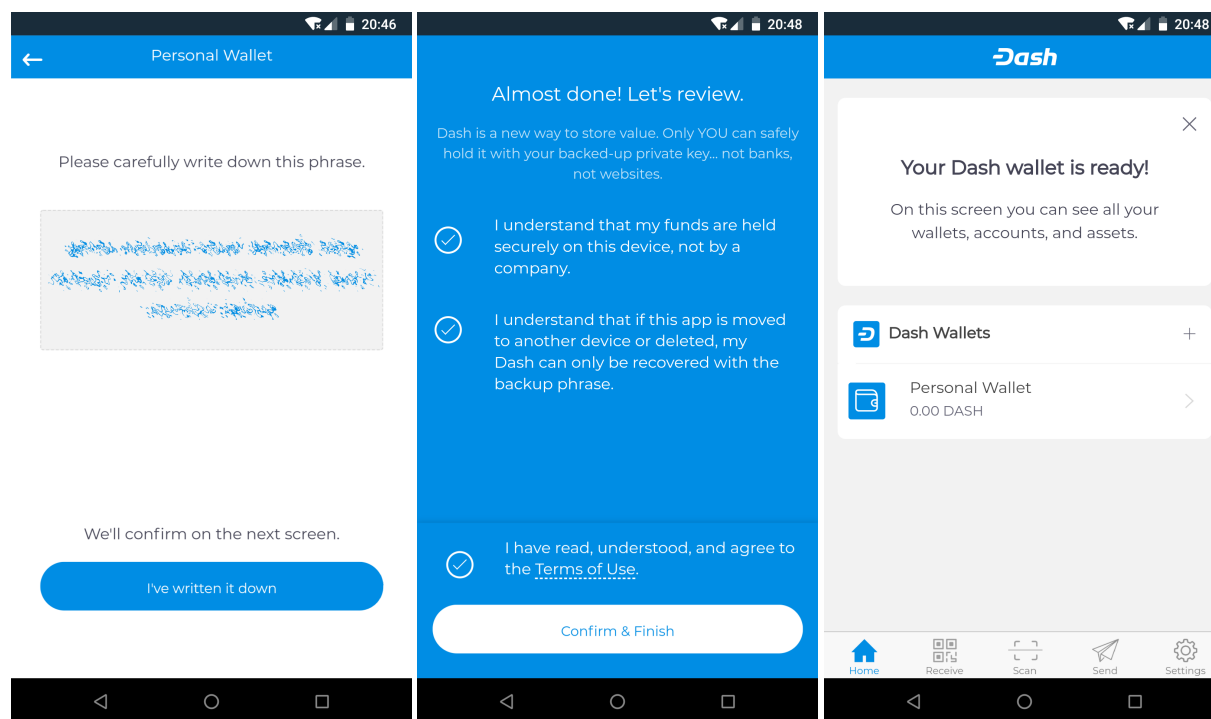 20:46
Personal Wallet
Please carefully write down this phrase.
We'll confirm on the next screen.
I've written it down
20:48
Almost done! Let's review.
Dash is a new way to store value. Only YOU can safely
hold it with your backed-up private key... not banks,
not websites.
I understand that my funds are held
securely on this device, not by a
company.
I understand that if this app is moved
to another device or deleted, my
Dash can only be recovered with the
backup phrase.
I have read, understood, and agree to
the Terms of Use.
Confirm & Finish
20:48
Dash
Your Dash wallet is ready!
On this screen you can see all your
wallets, accounts, and assets.
Dash Wallets
Personal Wallet
0.00 DASH
Home Receive Scan Send Settings